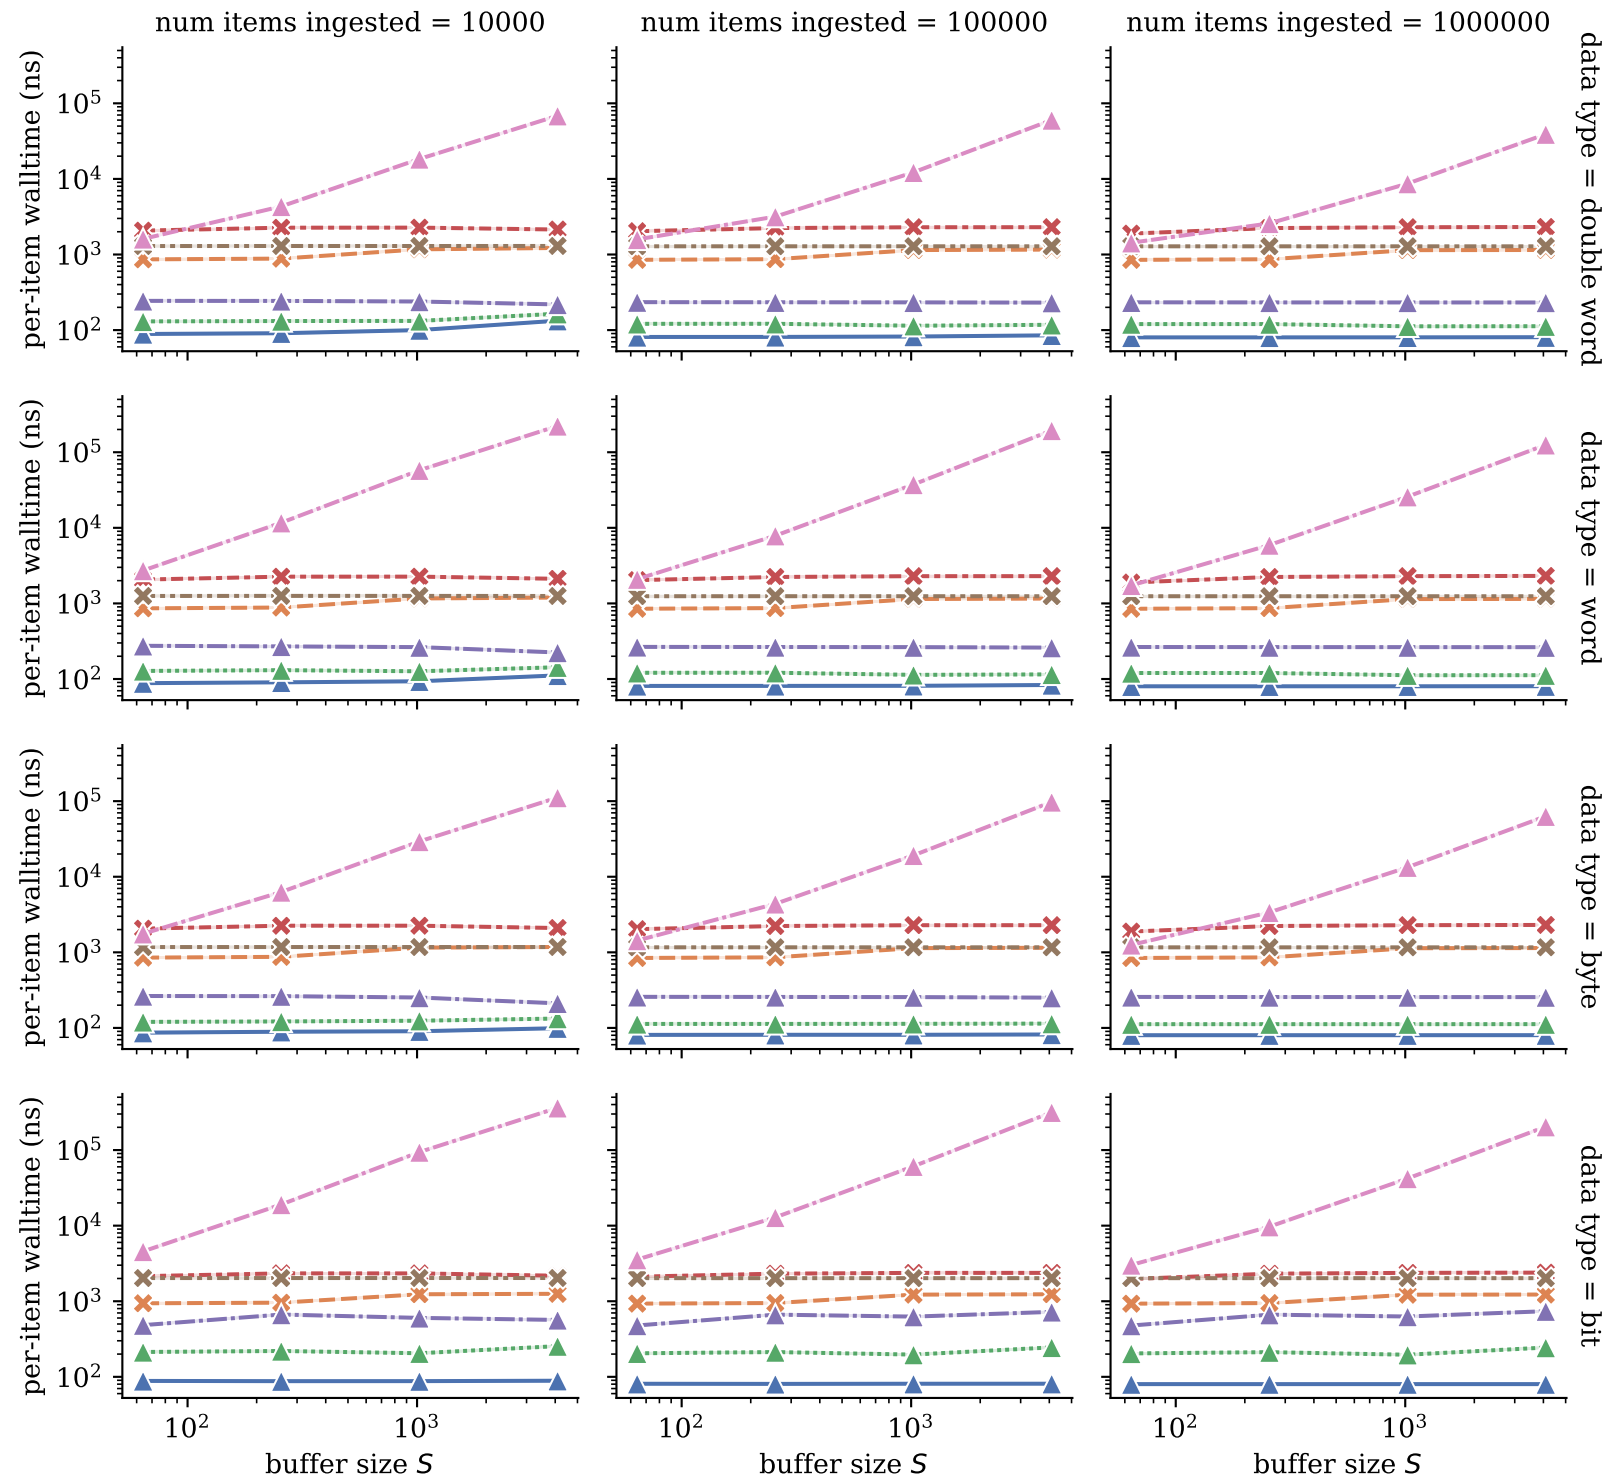 num items ingested = 10000
num items ingested = 100000
num items ingested = 1000000
per-item walltime (ns)
10⁵
10⁴
10³
10²
data type = double word
per-item walltime (ns)
10⁵
10⁴
10³
10²
data type = word
per-item walltime (ns)
10⁵
10⁴
10³
10²
data type = byte
per-item walltime (ns)
10⁵
10⁴
10³
10²
data type = bit
10² 10³
10² 10³
10² 10³
buffer size S
buffer size S
buffer size S